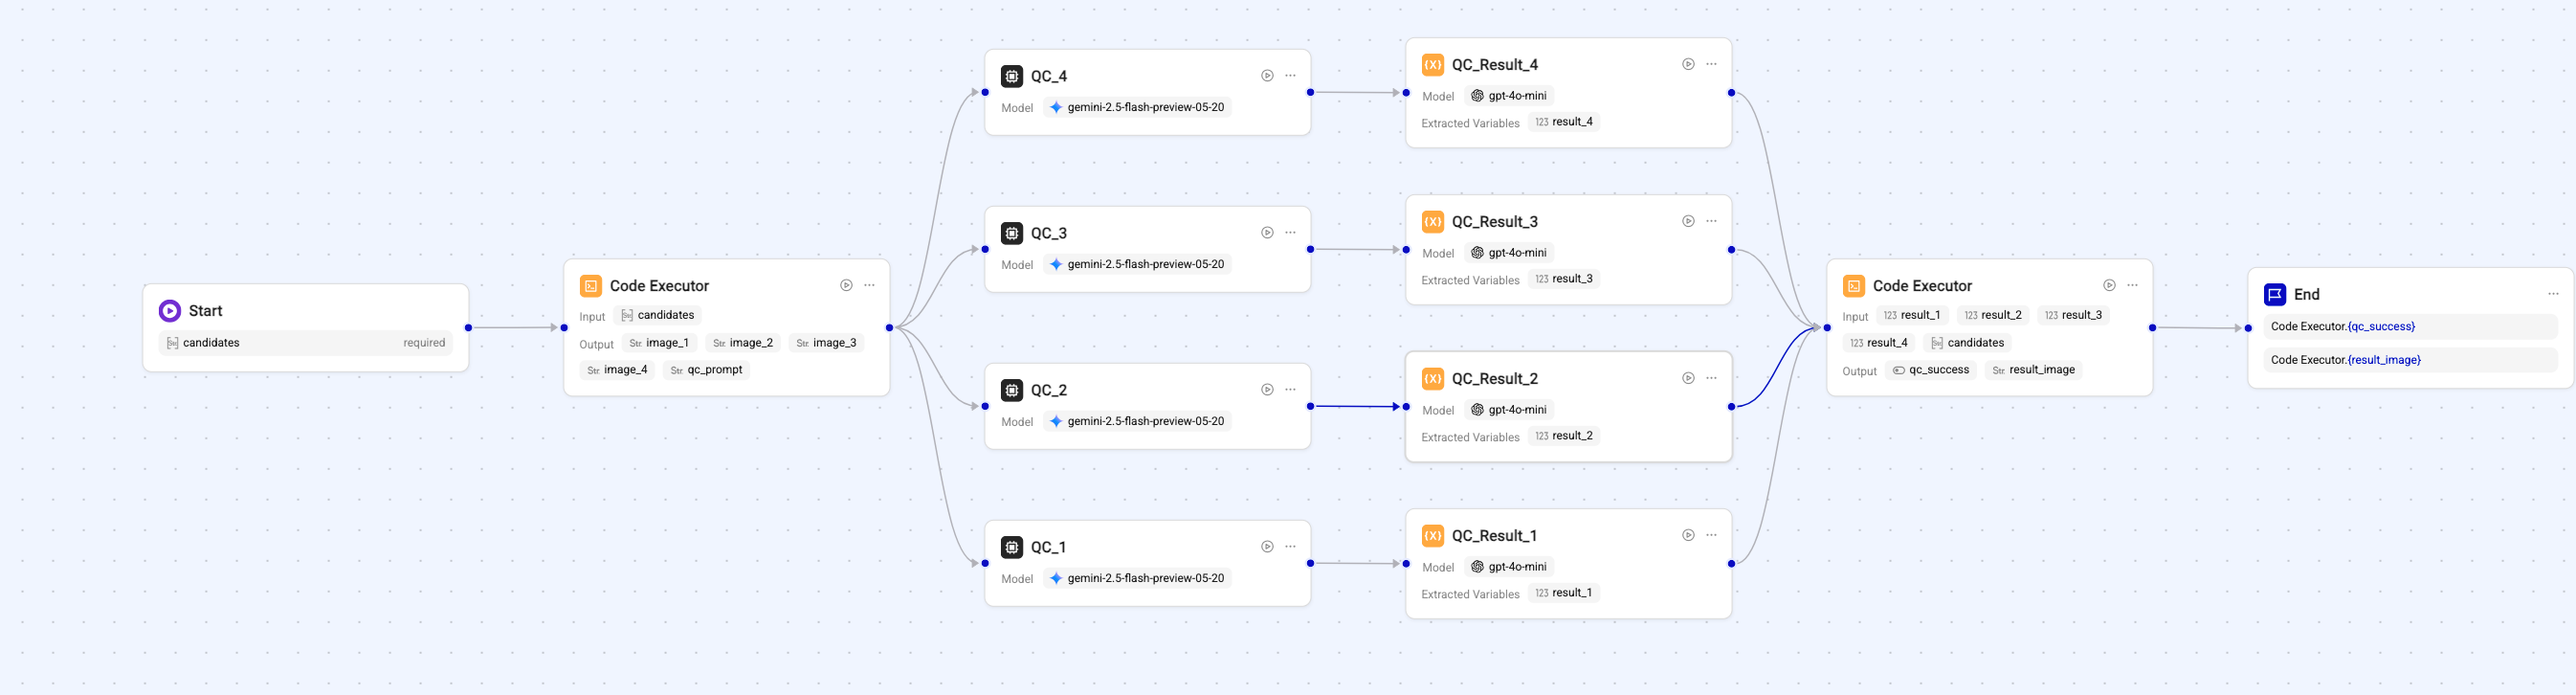 Start
candidates required
Code Executor
Input candidates
Output Str. image_1 Str. image_2 Str. image_3
Str. image_4 Str. qc_prompt
QC_4
Model gemini-2.5-flash-preview-05-20
QC_3
Model gemini-2.5-flash-preview-05-20
QC_2
Model gemini-2.5-flash-preview-05-20
QC_1
Model gemini-2.5-flash-preview-05-20
{X} QC_Result_4
Model gpt-4o-mini
Extracted Variables 123 result_4
{X} QC_Result_3
Model gpt-4o-mini
Extracted Variables 123 result_3
{X} QC_Result_2
Model gpt-4o-mini
Extracted Variables 123 result_2
{X} QC_Result_1
Model gpt-4o-mini
Extracted Variables 123 result_1
Code Executor
Input 123 result_1 123 result_2 123 result_3
123 result_4 candidates
Output qc_success Str. result_image
End
Code Executor.{qc_success}
Code Executor.{result_image}